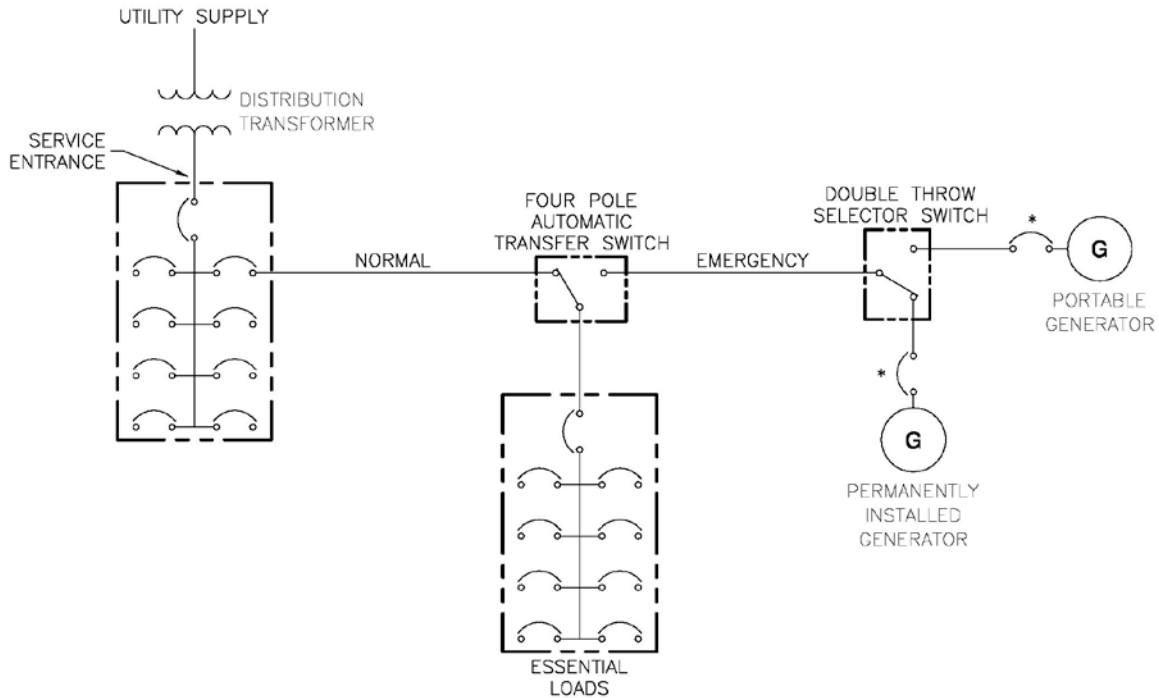 UTILITY SUPPLY
DISTRIBUTION
TRANSFORMER
SERVICE
ENTRANCE
FOUR POLE
AUTOMATIC
TRANSFER SWITCH
DOUBLE THROW
SELECTOR SWITCH
NORMAL
EMERGENCY
*
G
PORTABLE
GENERATOR
*
G
PERMANENTLY
INSTALLED
GENERATOR
ESSENTIAL
LOADS